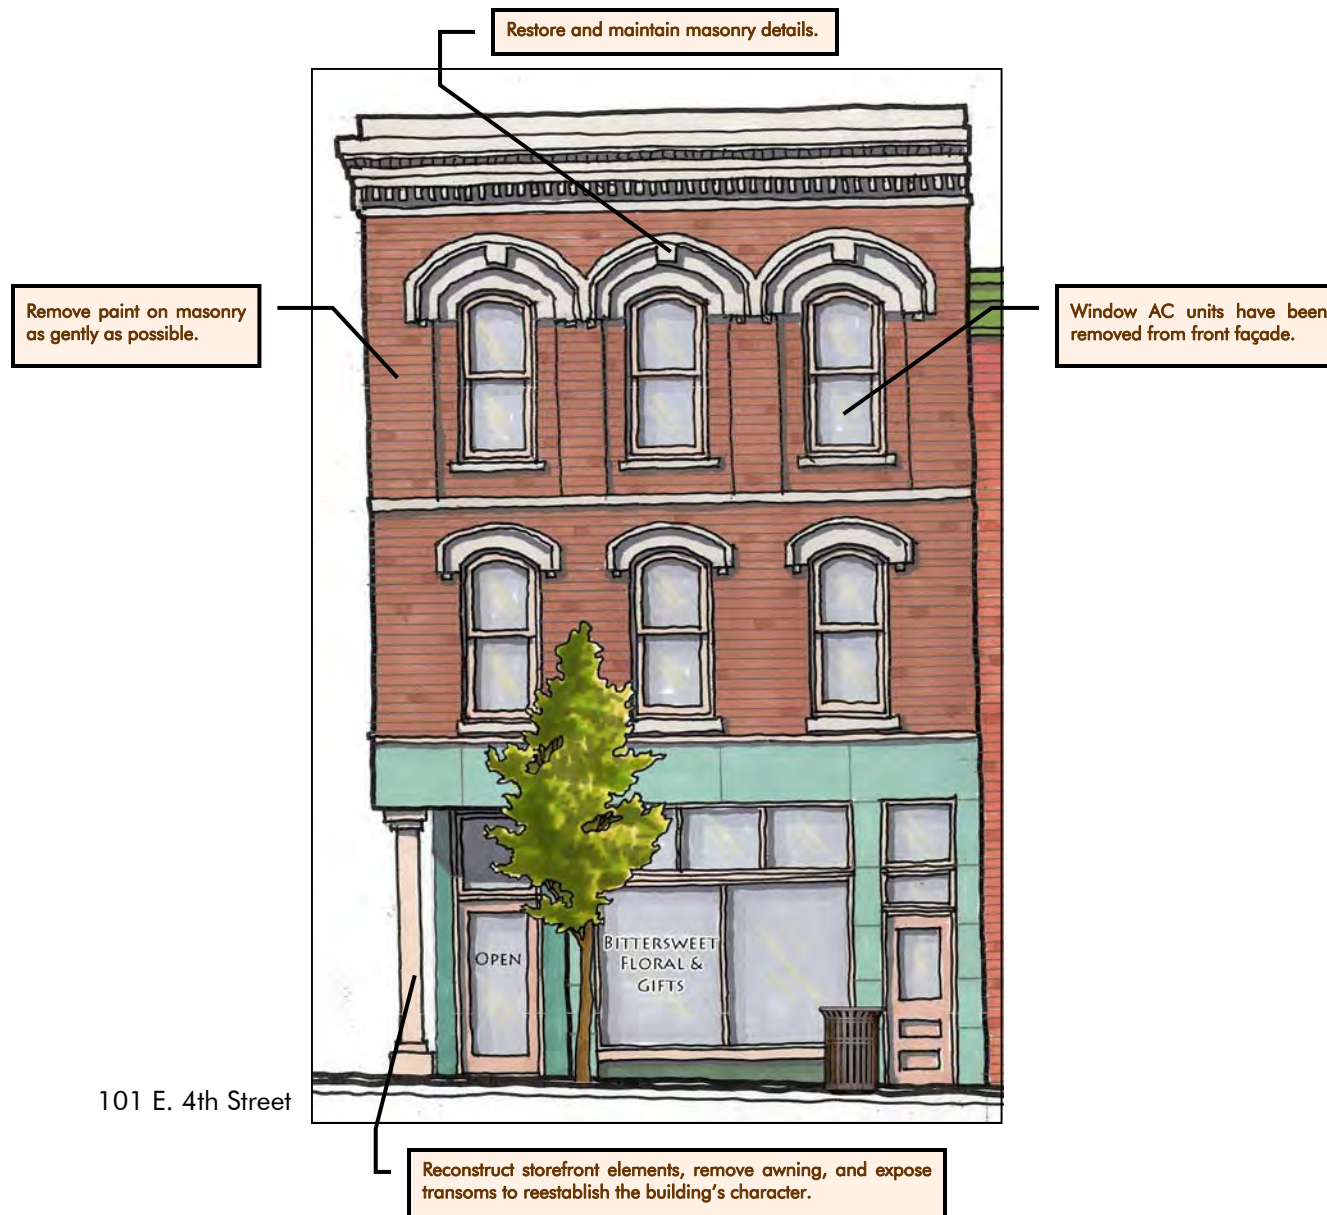 Restore and maintain masonry details.
Remove paint on masonry
as gently as possible.
Window AC units have been
removed from front façade.
OPEN
BITTERSWEET
FLORAL &
GIFTS
101 E. 4th Street
Reconstruct storefront elements, remove awning, and expose
transoms to reestablish the building's character.